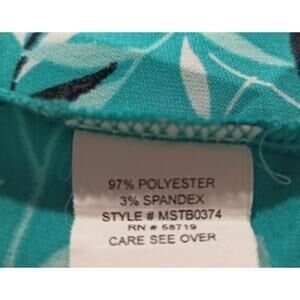 97% POLYESTER
3% SPANDEX
STYLE # MSTB0374
RN # 58719
CARE SEE OVER